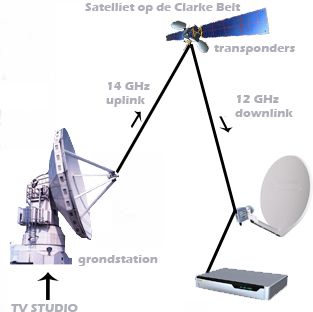 Satelliet op de Clarke Belt
transponders
14 GHz
uplink
12 GHz
downlink
grondstation
TV STUDIO